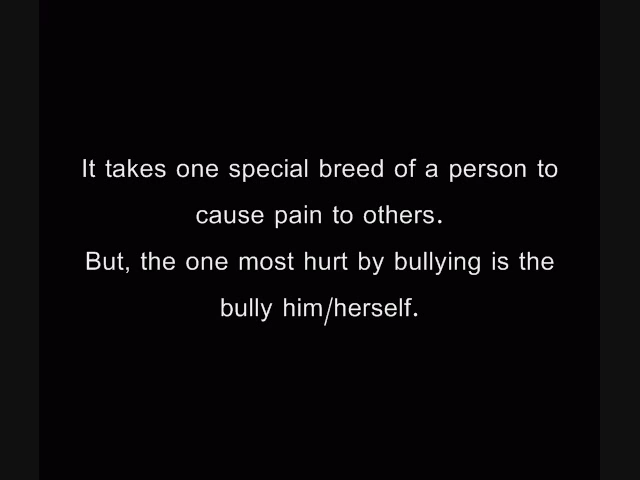 It takes one special breed of a person to
cause pain to others.
But, the one most hurt by bullying is the
bully him/herself.